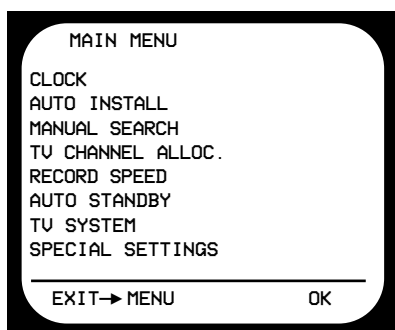 MAIN MENU
CLOCK
AUTO INSTALL
MANUAL SEARCH
TV CHANNEL ALLOC.
RECORD SPEED
AUTO STANDBY
TV SYSTEM
SPECIAL SETTINGS
EXIT→MENU OK